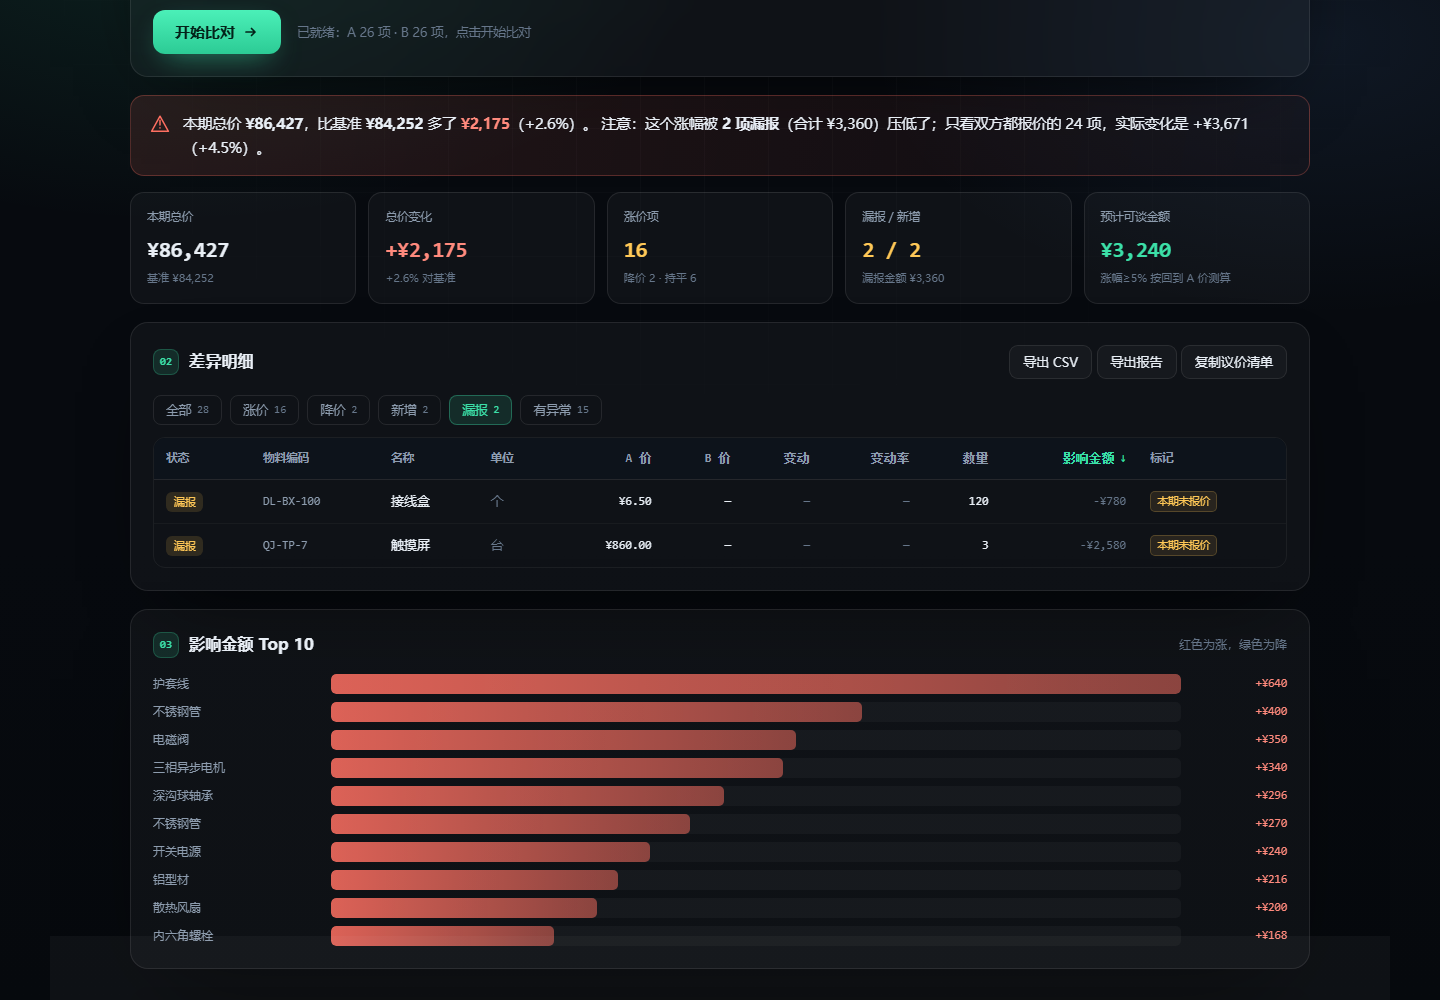 开始比对 →
已就绪：A 26 项 · B 26 项，点击开始比对
本期总价 ¥86,427，比基准 ¥84,252 多了 ¥2,175（+2.6%）。 注意：这个涨幅被 2 项漏报（合计 ¥3,360）压低了；只看双方都报价的 24 项，实际变化是 +¥3,671
（+4.5%）。
本期总价
¥86,427
基准 ¥84,252
总价变化
+¥2,175
+2.6% 对基准
涨价项
16
降价 2 · 持平 6
漏报 / 新增
2 / 2
漏报金额 ¥3,360
预计可谈金额
¥3,240
涨幅≥5% 按回到 A 价测算
02 差异明细
导出 CSV 导出报告 复制议价清单
全部 28 涨价 16 降价 2 新增 2 漏报 2 有异常 15
状态 物料编码 名称 单位 A 价 B 价 变动 变动率 数量 影响金额 ↓ 标记
漏报 DL-BX-100 接线盒 个 ¥6.50 — — — 120 -¥780 本期未报价
漏报 QJ-TP-7 触摸屏 台 ¥860.00 — — — 3 -¥2,580 本期未报价
03 影响金额 Top 10
红色为涨，绿色为降
护套线 +¥640
不锈钢管 +¥400
电磁阀 +¥350
三相异步电机 +¥340
深沟球轴承 +¥296
不锈钢管 +¥270
开关电源 +¥240
铝型材 +¥216
散热风扇 +¥200
内六角螺栓 +¥168